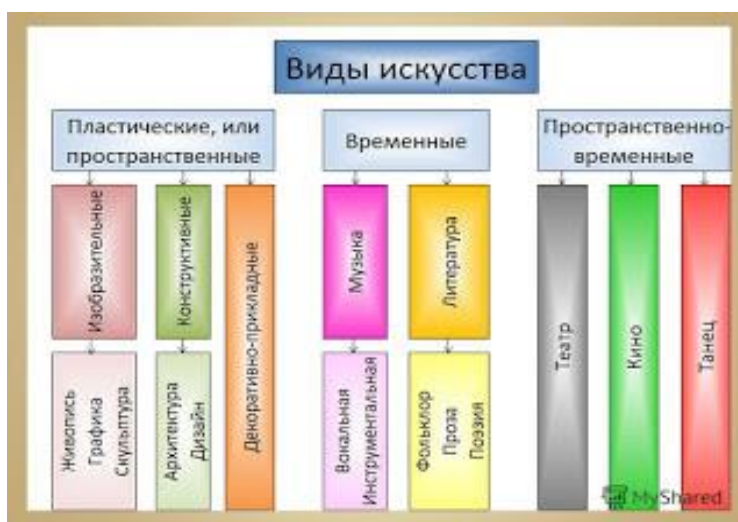 Виды искусства
Пластические, или
пространственные
Временные
Пространственно-
временные
Изобразительные
Конструктивные
Декоративно-прикладные
Музыка
Литература
Театр
Кино
Танец
Живопись
Графика
Скульптура
Архитектура
Дизайн
Вокальная
Инструментальная
Фольклор
Проза
Поэзия
MyShared